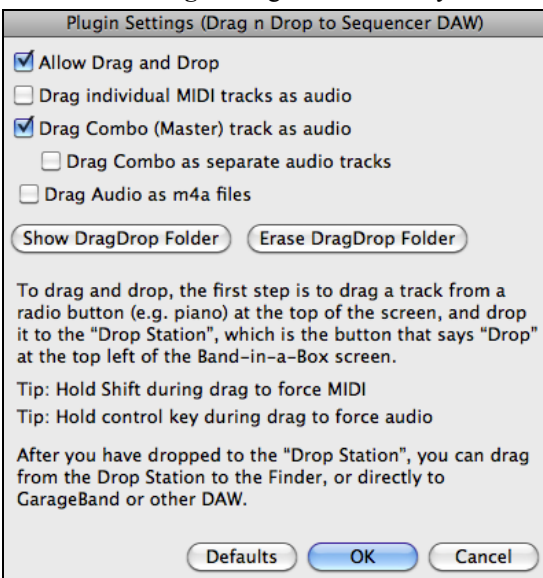 Plugin Settings (Drag n Drop to Sequencer DAW)
Allow Drag and Drop
Drag individual MIDI tracks as audio
Drag Combo (Master) track as audio
Drag Combo as separate audio tracks
Drag Audio as m4a files
Show DragDrop Folder Erase DragDrop Folder
To drag and drop, the first step is to drag a track from a
radio button (e.g. piano) at the top of the screen, and drop
it to the “Drop Station”, which is the button that says “Drop”
at the top left of the Band-in-a-Box screen.
Tip: Hold Shift during drag to force MIDI
Tip: Hold control key during drag to force audio
After you have dropped to the “Drop Station”, you can drag
from the Drop Station to the Finder, or directly to
GarageBand or other DAW.
Defaults OK Cancel